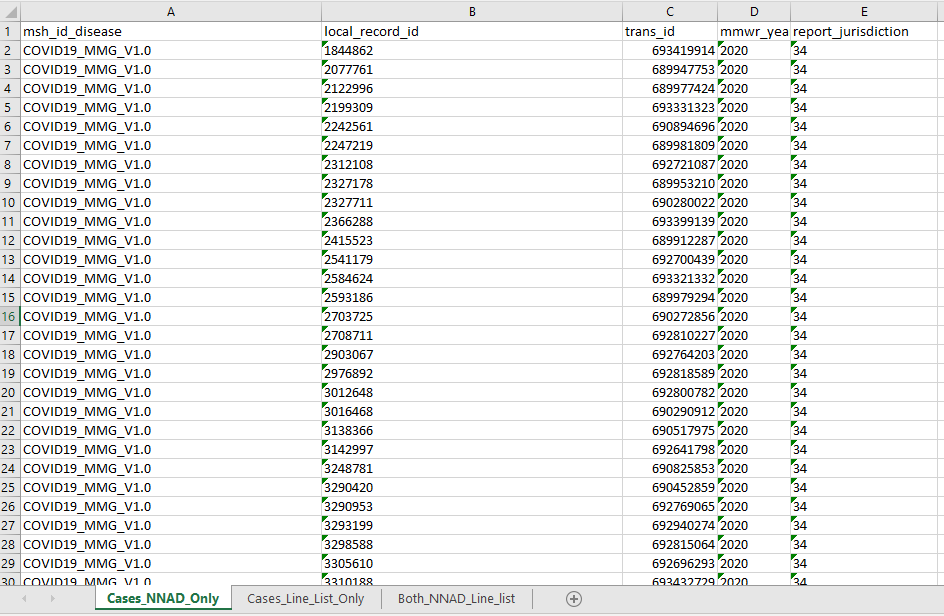 A B C D E
1 msh_id_disease local_record_id trans_id mmwr_yea report_jurisdiction
2 COVID19_MMG_V1.0 1844862 693419914 2020 34
3 COVID19_MMG_V1.0 2077761 689947753 2020 34
4 COVID19_MMG_V1.0 2122996 689977424 2020 34
5 COVID19_MMG_V1.0 2199309 693331323 2020 34
6 COVID19_MMG_V1.0 2242561 690894696 2020 34
7 COVID19_MMG_V1.0 2247219 689981809 2020 34
8 COVID19_MMG_V1.0 2312108 692721087 2020 34
9 COVID19_MMG_V1.0 2327178 689953210 2020 34
10 COVID19_MMG_V1.0 2327711 690280022 2020 34
11 COVID19_MMG_V1.0 2366288 693399139 2020 34
12 COVID19_MMG_V1.0 2415523 689912287 2020 34
13 COVID19_MMG_V1.0 2541179 692700439 2020 34
14 COVID19_MMG_V1.0 2584624 693321332 2020 34
15 COVID19_MMG_V1.0 2593186 689979294 2020 34
16 COVID19_MMG_V1.0 2703725 690272856 2020 34
17 COVID19_MMG_V1.0 2708711 692810227 2020 34
18 COVID19_MMG_V1.0 2903067 692764203 2020 34
19 COVID19_MMG_V1.0 2976892 692818589 2020 34
20 COVID19_MMG_V1.0 3012648 692800782 2020 34
21 COVID19_MMG_V1.0 3016468 690290912 2020 34
22 COVID19_MMG_V1.0 3138366 690517975 2020 34
23 COVID19_MMG_V1.0 3142997 692641798 2020 34
24 COVID19_MMG_V1.0 3248781 690825853 2020 34
25 COVID19_MMG_V1.0 3290420 690452859 2020 34
26 COVID19_MMG_V1.0 3290953 692769065 2020 34
27 COVID19_MMG_V1.0 3293199 692940274 2020 34
28 COVID19_MMG_V1.0 3298588 692815064 2020 34
29 COVID19_MMG_V1.0 3305610 692696293 2020 34
30 COVID19_MMG_V1.0 3310188 693432729 2020 34
Cases_NNAD_Only Cases_Line_List_Only Both_NNAD_Line_list